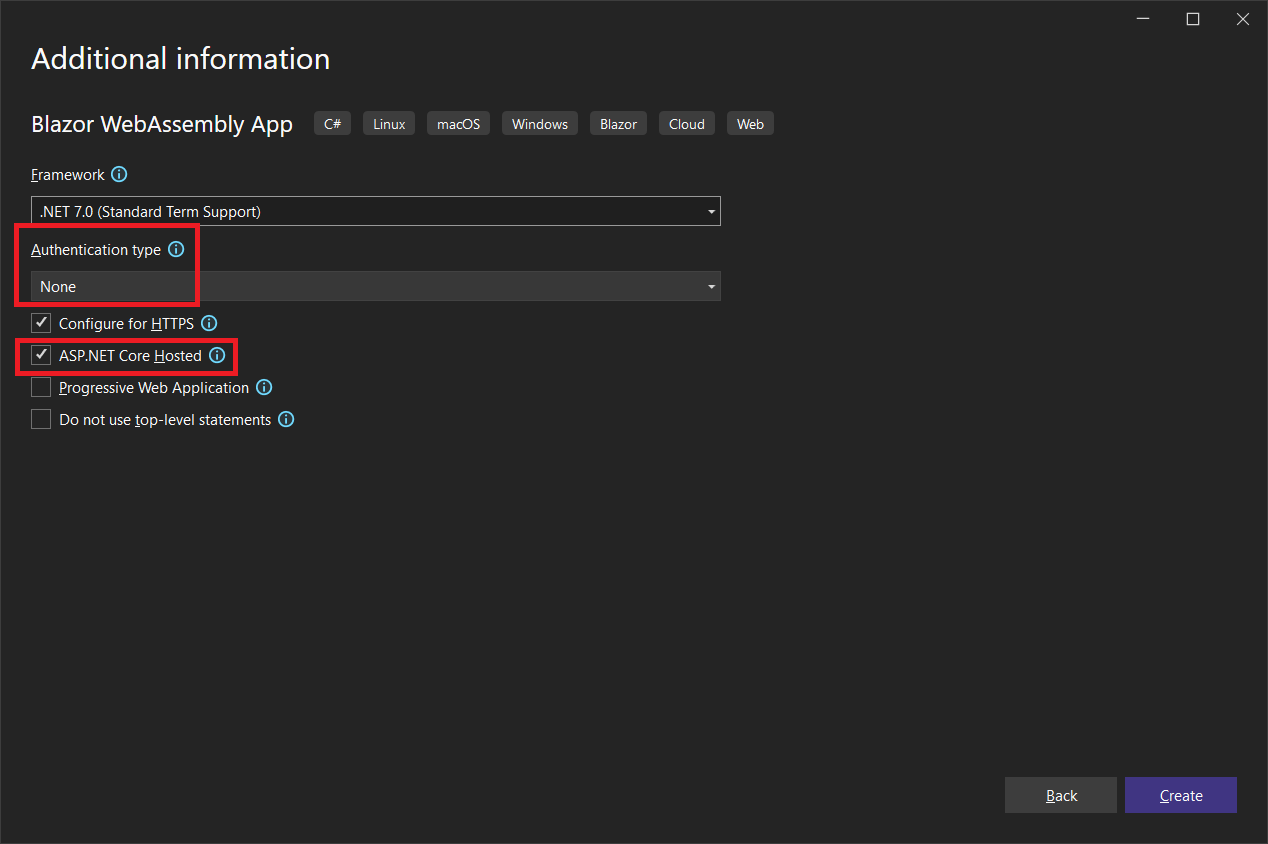 Additional information
Blazor WebAssembly App C# Linux macOS Windows Blazor Cloud Web
Framework
.NET 7.0 (Standard Term Support)
Authentication type
None
Configure for HTTPS
ASP.NET Core Hosted
Progressive Web Application
Do not use top-level statements
Back Create